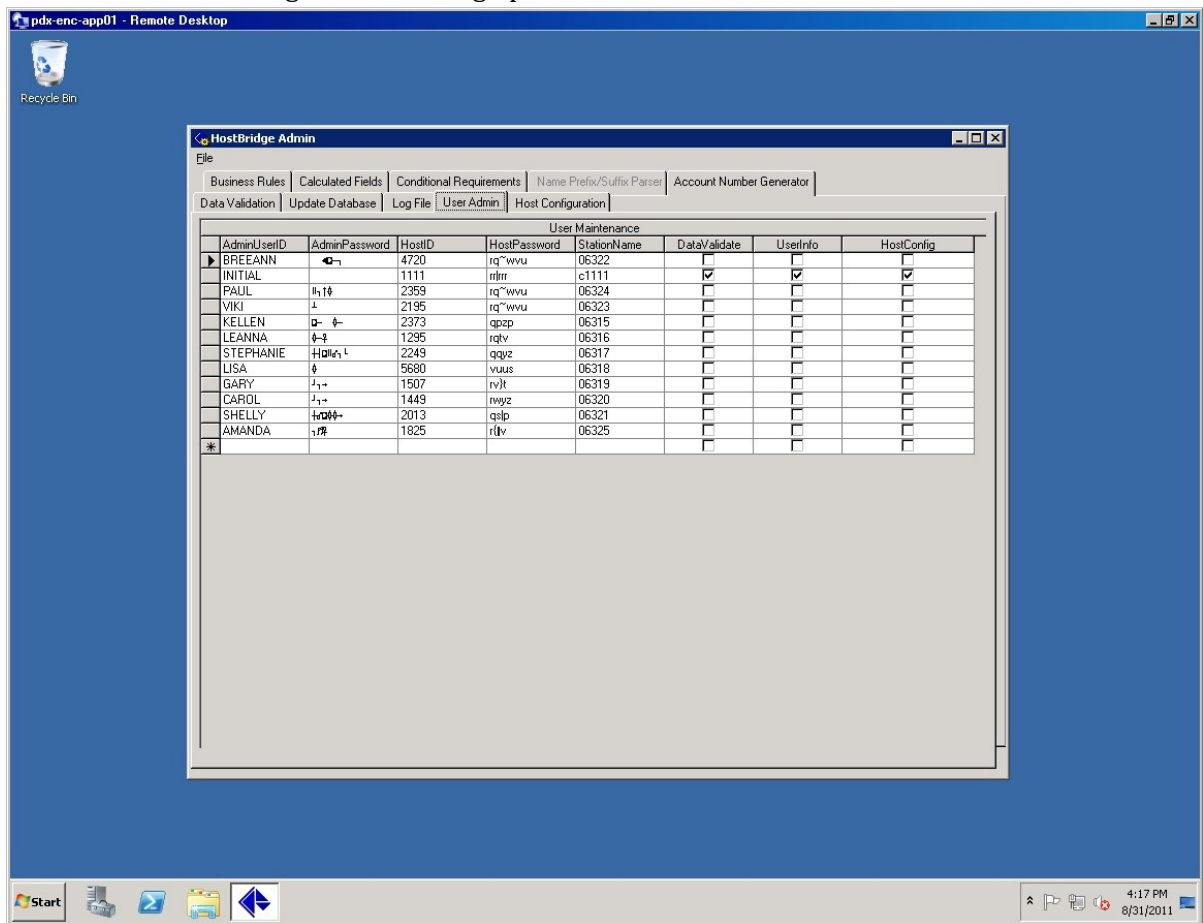 pdx-enc-app01 - Remote Desktop
Recycle Bin
HostBridge Admin
File
Business Rules Calculated Fields Conditional Requirements Name Prefix/Suffix Parser Account Number Generator
Data Validation Update Database Log File User Admin Host Configuration
User Maintenance
AdminUserID AdminPassword HostID HostPassword StationName DataValidate UserInfo HostConfig
BREEANN 4720 rq~wvu 06322
INITIAL 1111 c1111
PAUL 2359 rq~wvu 06324
VIKI 2195 rq~wvu 06323
KELLEN 2373 qpzp 06315
LEANNA 1295 rqtv 06316
STEPHANIE 2249 qqyz 06317
LISA 5680 vuus 06318
GARY 1507 rv}t 06319
CAROL 1449 rwyz 06320
SHELLY 2013 qs|p 06321
AMANDA 1825 06325
Start
4:17 PM
8/31/2011